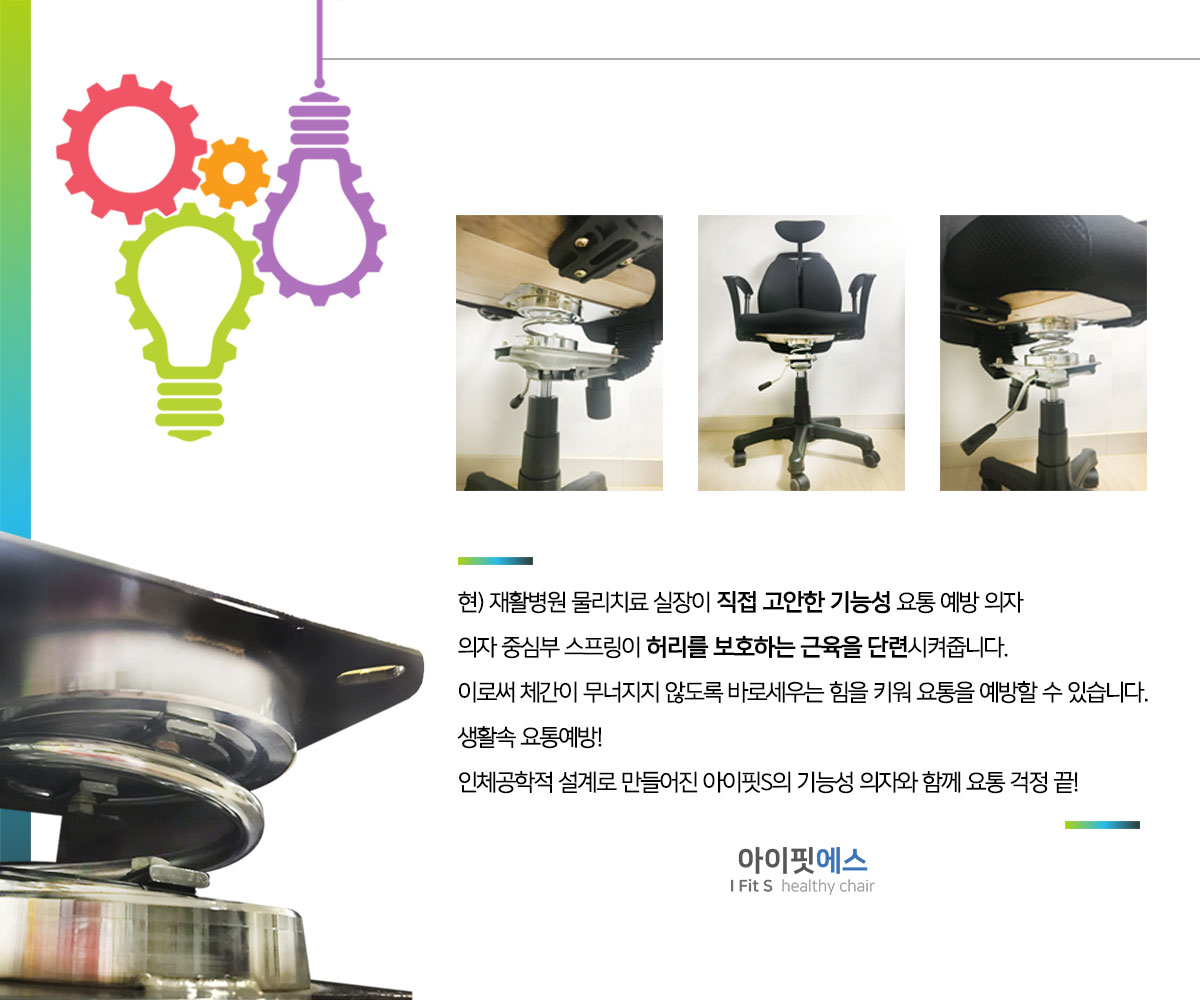 현) 재활병원 물리치료 실장이 직접 고안한 기능성 요통 예방 의자
의자 중심부 스프링이 허리를 보호하는 근육을 단련시켜줍니다.
이로써 체간이 무너지지 않도록 바로세우는 힘을 키워 요통을 예방할 수 있습니다.
생활속 요통예방!
인체공학적 설계로 만들어진 아이핏S의 기능성 의자와 함께 요통 걱정 끝!
아이핏에스
I Fit S healthy chair